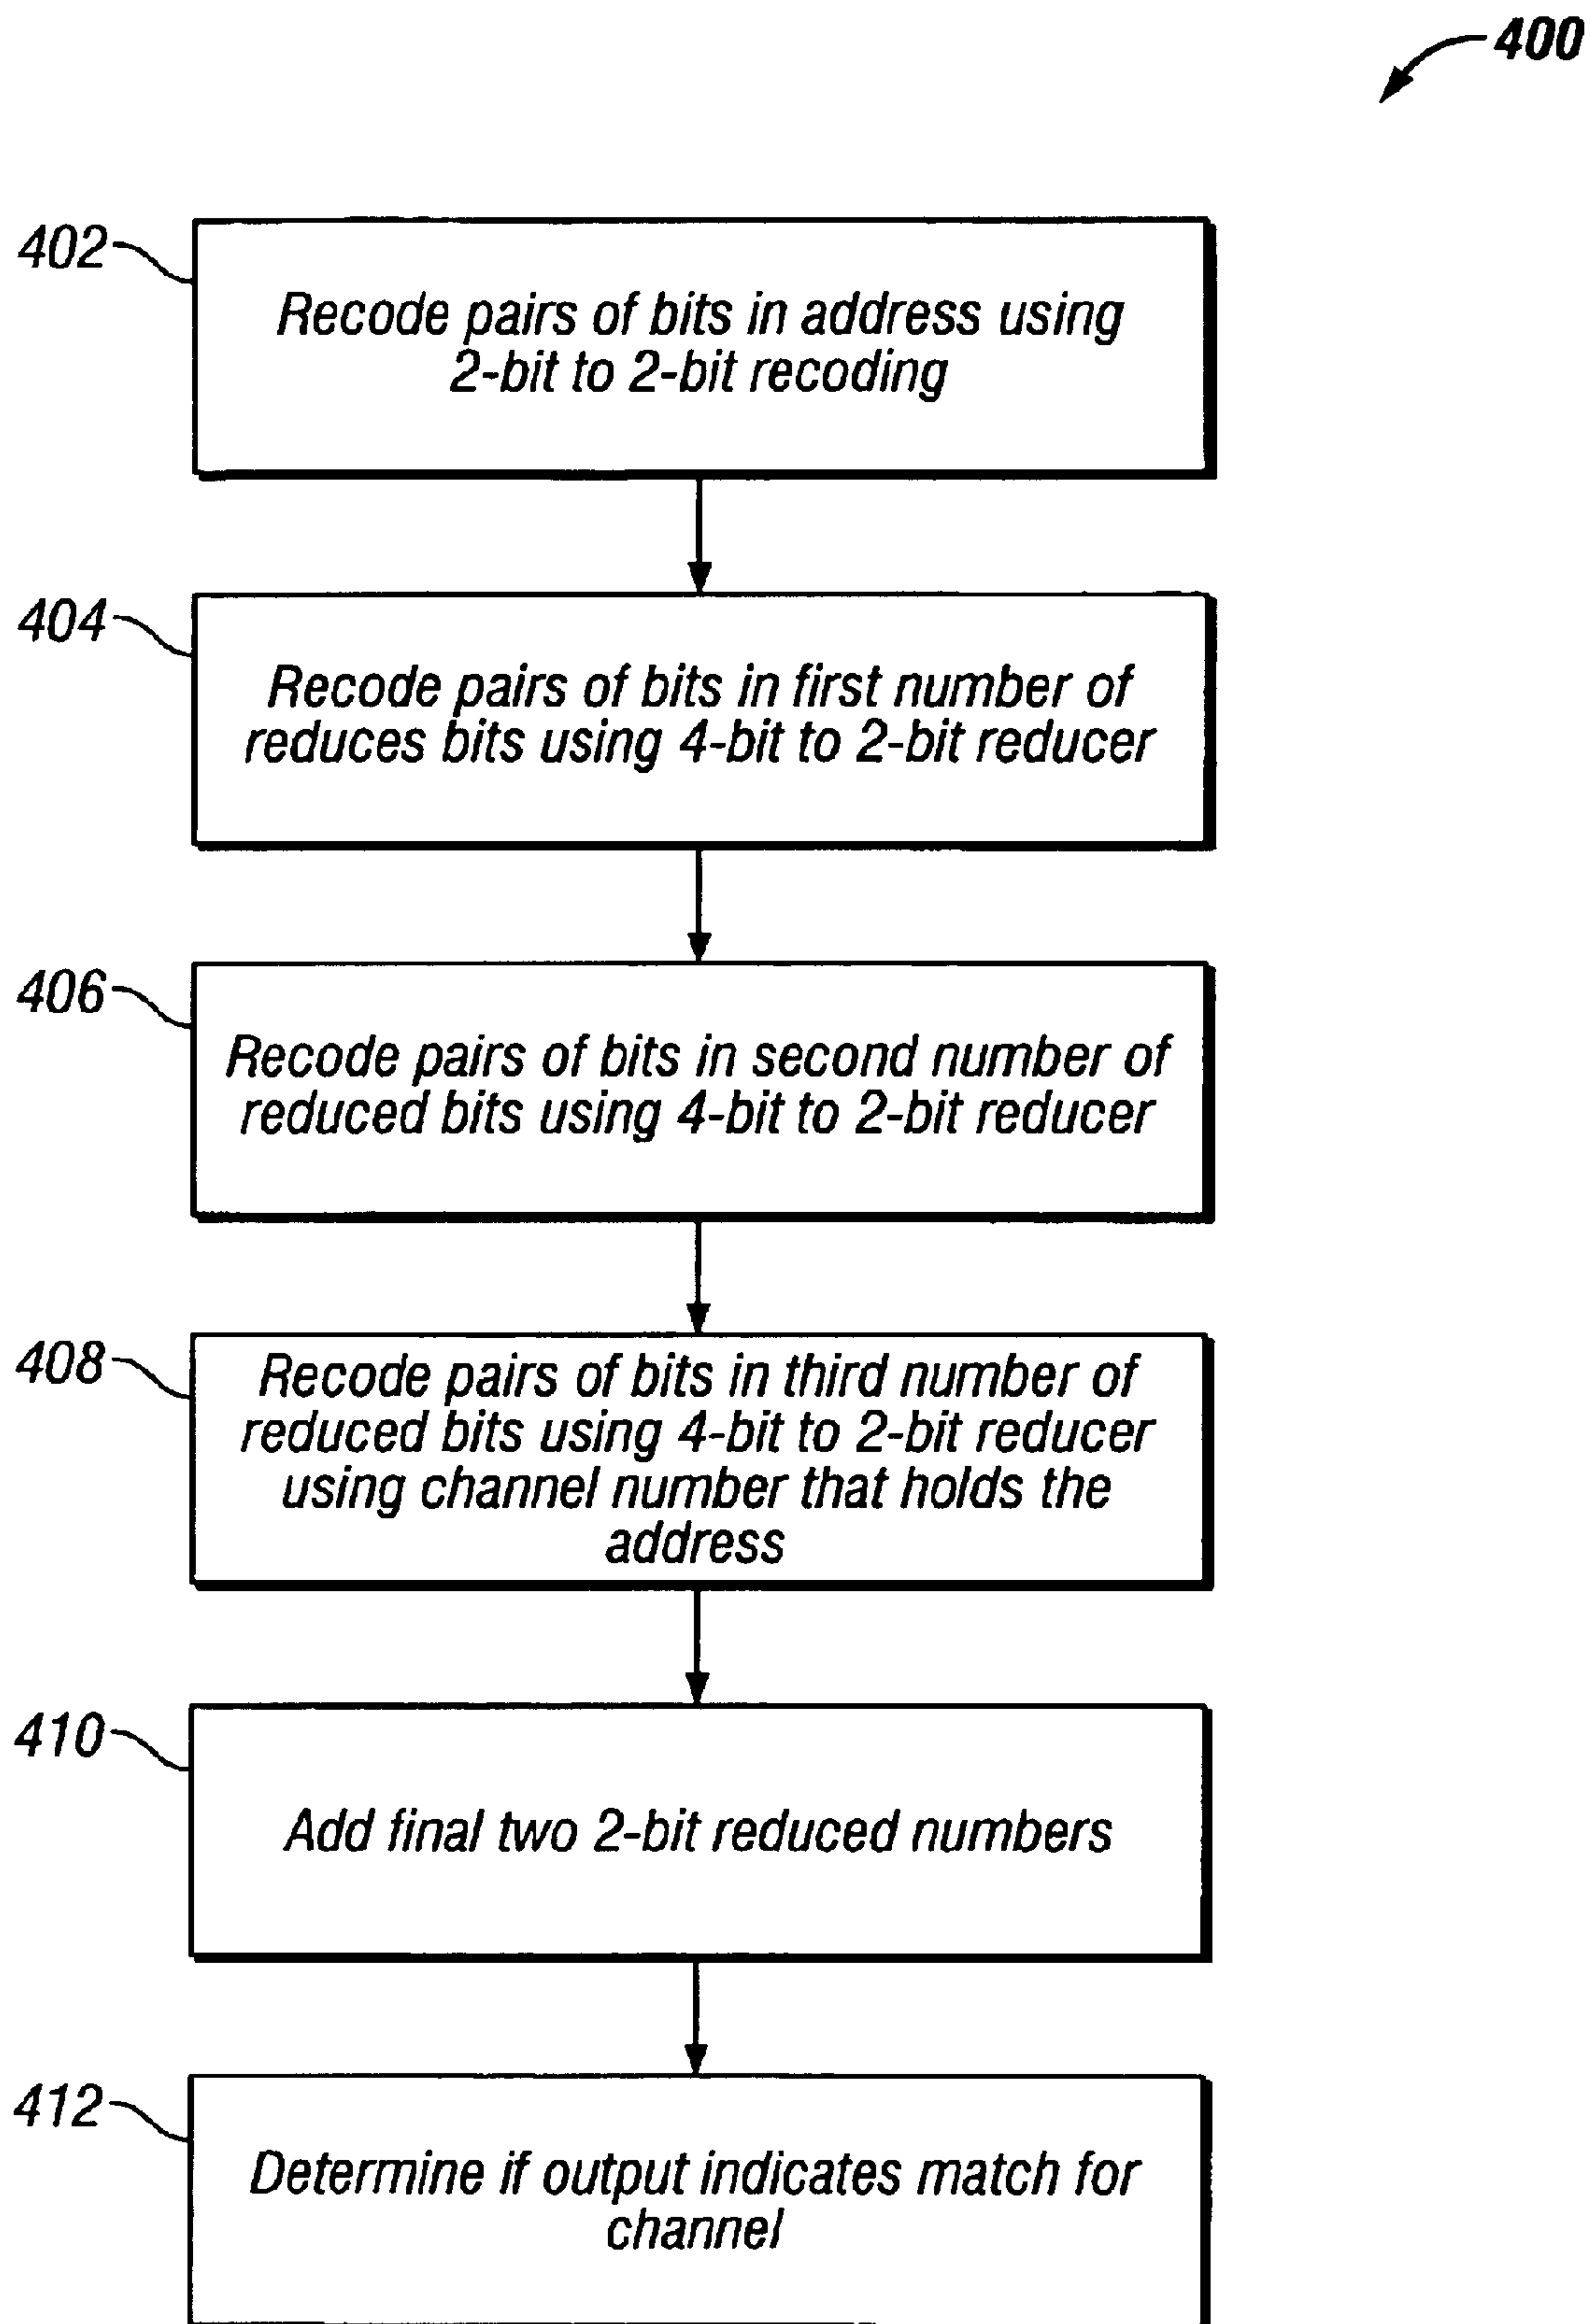 400
402
Recode pairs of bits in address using
2-bit to 2-bit recoding
404
Recode pairs of bits in first number of
reduces bits using 4-bit to 2-bit reducer
406
Recode pairs of bits in second number of
reduced bits using 4-bit to 2-bit reducer
408
Recode pairs of bits in third number of
reduced bits using 4-bit to 2-bit reducer
using channel number that holds the
address
410
Add final two 2-bit reduced numbers
412
Determine if output indicates match for
channel